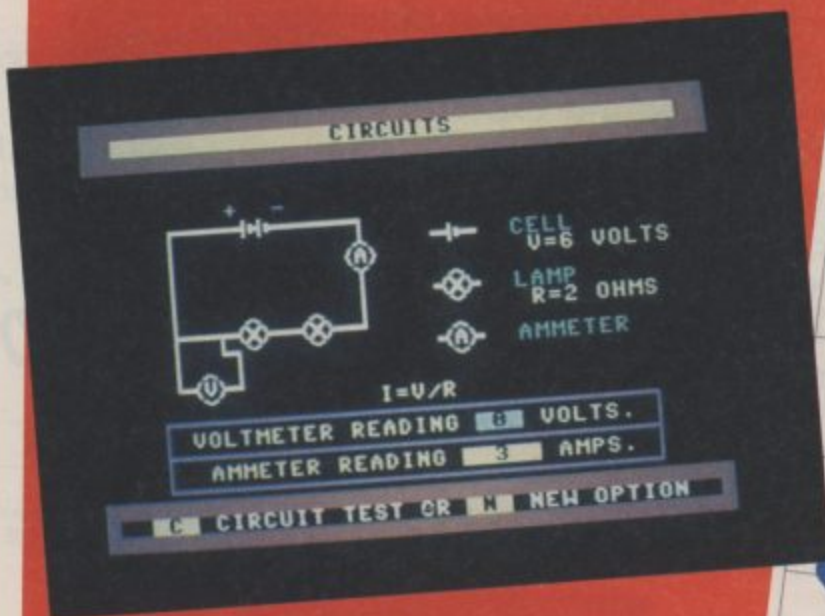 CIRCUITS
+ -
A
V
CELL
V=6 VOLTS
LAMP
R=2 OHMS
A AMMETER
I=V/R
VOLTMETER READING VOLTS.
AMMETER READING 3 AMPS.
C CIRCUIT TEST OR N NEW OPTION